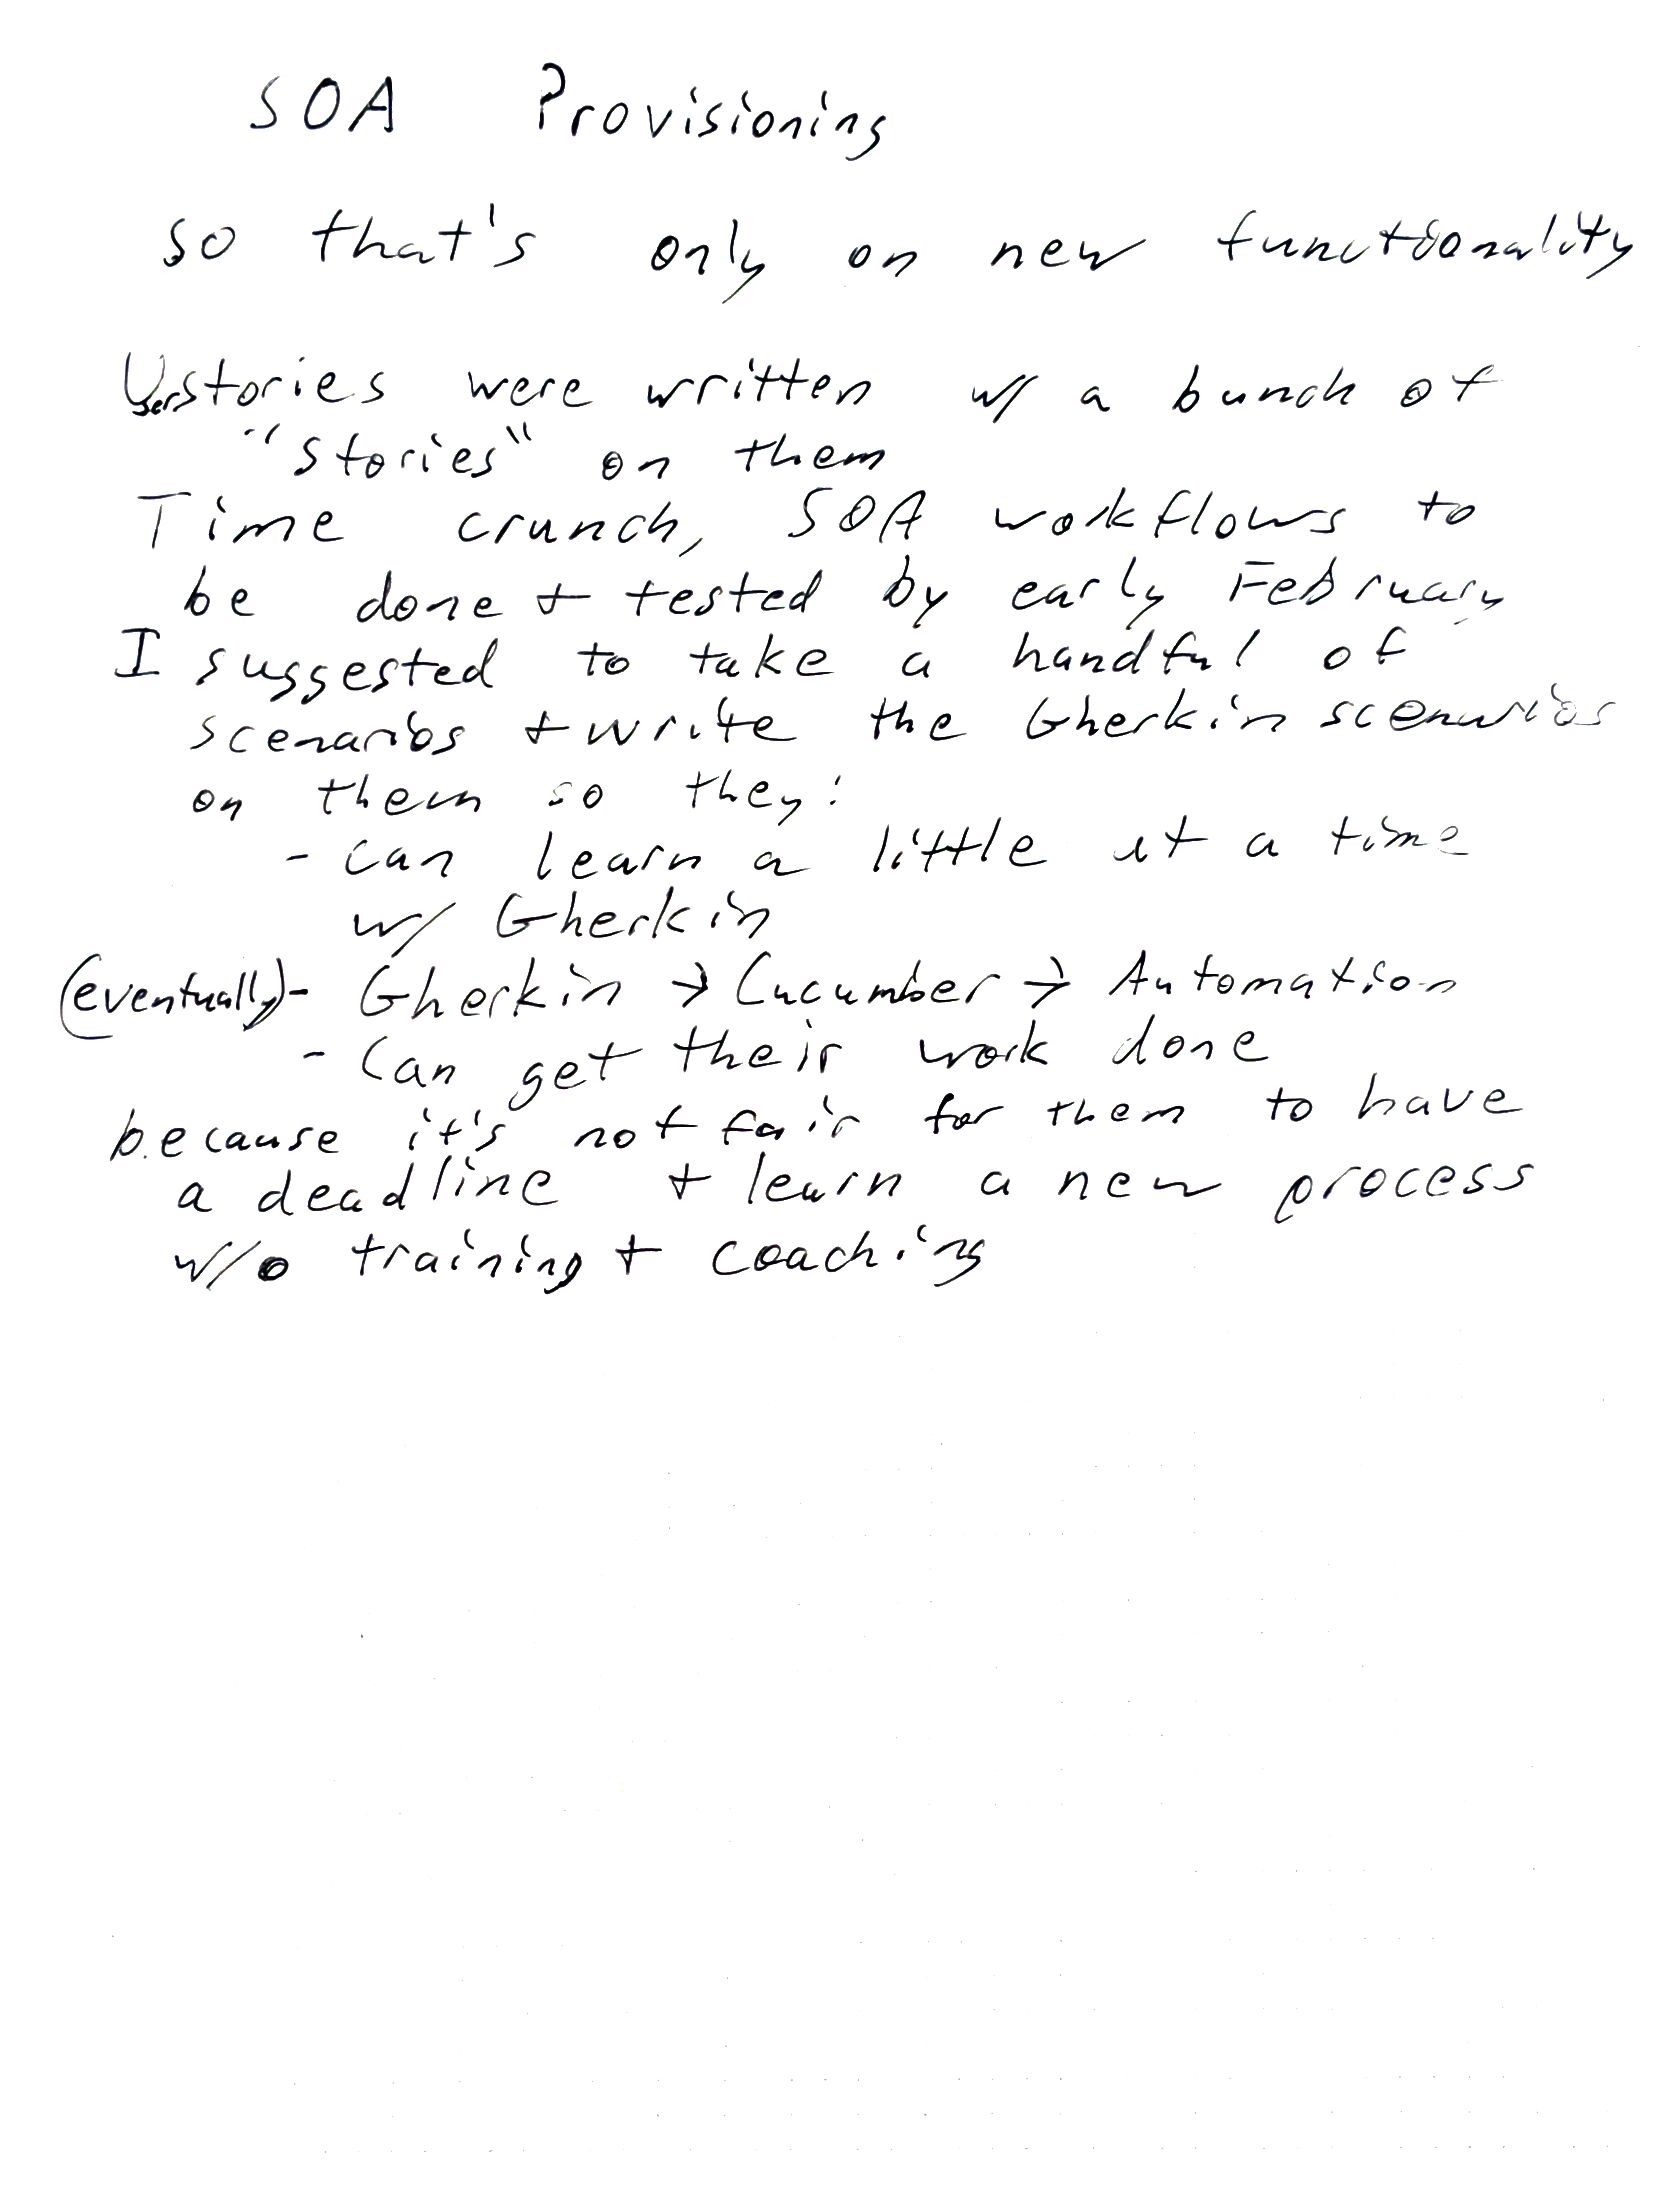 SOA Provisioning
so that's only on new functionality
User stories were written w/ a bunch of
"stories" on them
Time crunch, SOA workflows to
be done + tested by early February
I suggested to take a handful of
scenarios + write the Gherkin scenarios
on them so they:
- can learn a little at a time
w/ Gherkin
(eventually) - Gherkin → Cucumber → Automation
- Can get their work done
because it's not fair for them to have
a deadline + learn a new process
w/o training + coaching